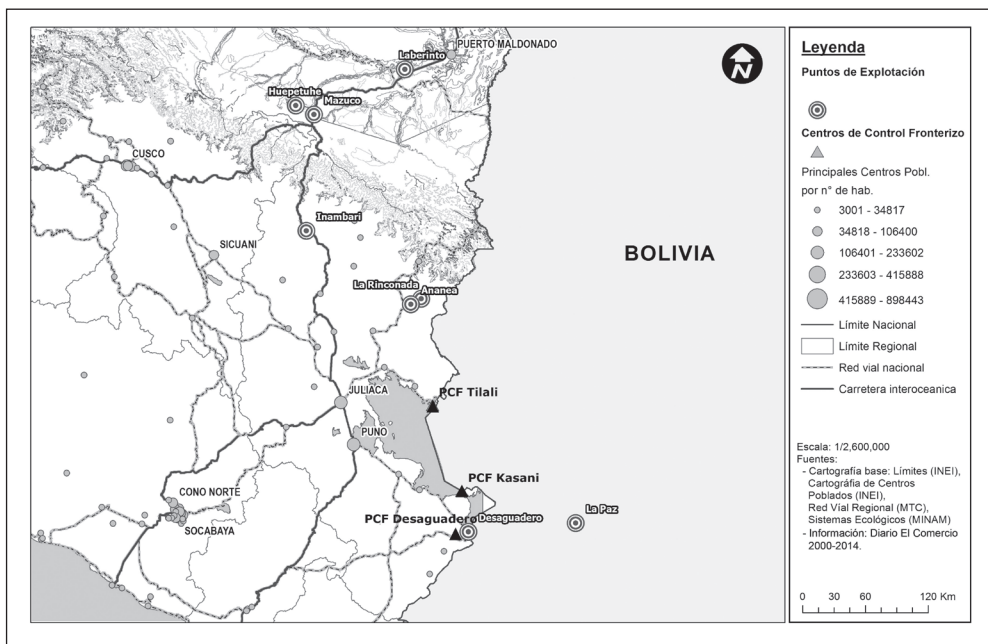 PUERTO MALDONADO
Laberinto
Huepetuhe
Mazuco
CUSCO
Inambari
SICUANI
BOLIVIA
La Rinconada
Ananea
JULIACA
PCF Tilali
PUNO
PCF Kasani
CONO NORTE
SOCABAYA
PCF Desaguadero
Desaguadero
La Paz
N
Leyenda
Puntos de Explotación
Centros de Control Fronterizo
Principales Centros Pobl.
por n° de hab.
3001 - 34817
34818 - 106400
106401 - 233602
233603 - 415888
415889 - 898443
Límite Nacional
Límite Regional
Red vial nacional
Carretera interoceanica
Escala: 1/2,600,000
Fuentes:
- Cartografía base: Límites (INEI),
Cartográfia de Centros
Poblados (INEI),
Red Víal Regional (MTC),
Sistemas Ecológicos (MINAM)
- Información: Diario El Comercio
2000-2014.
0 30 60 120 Km